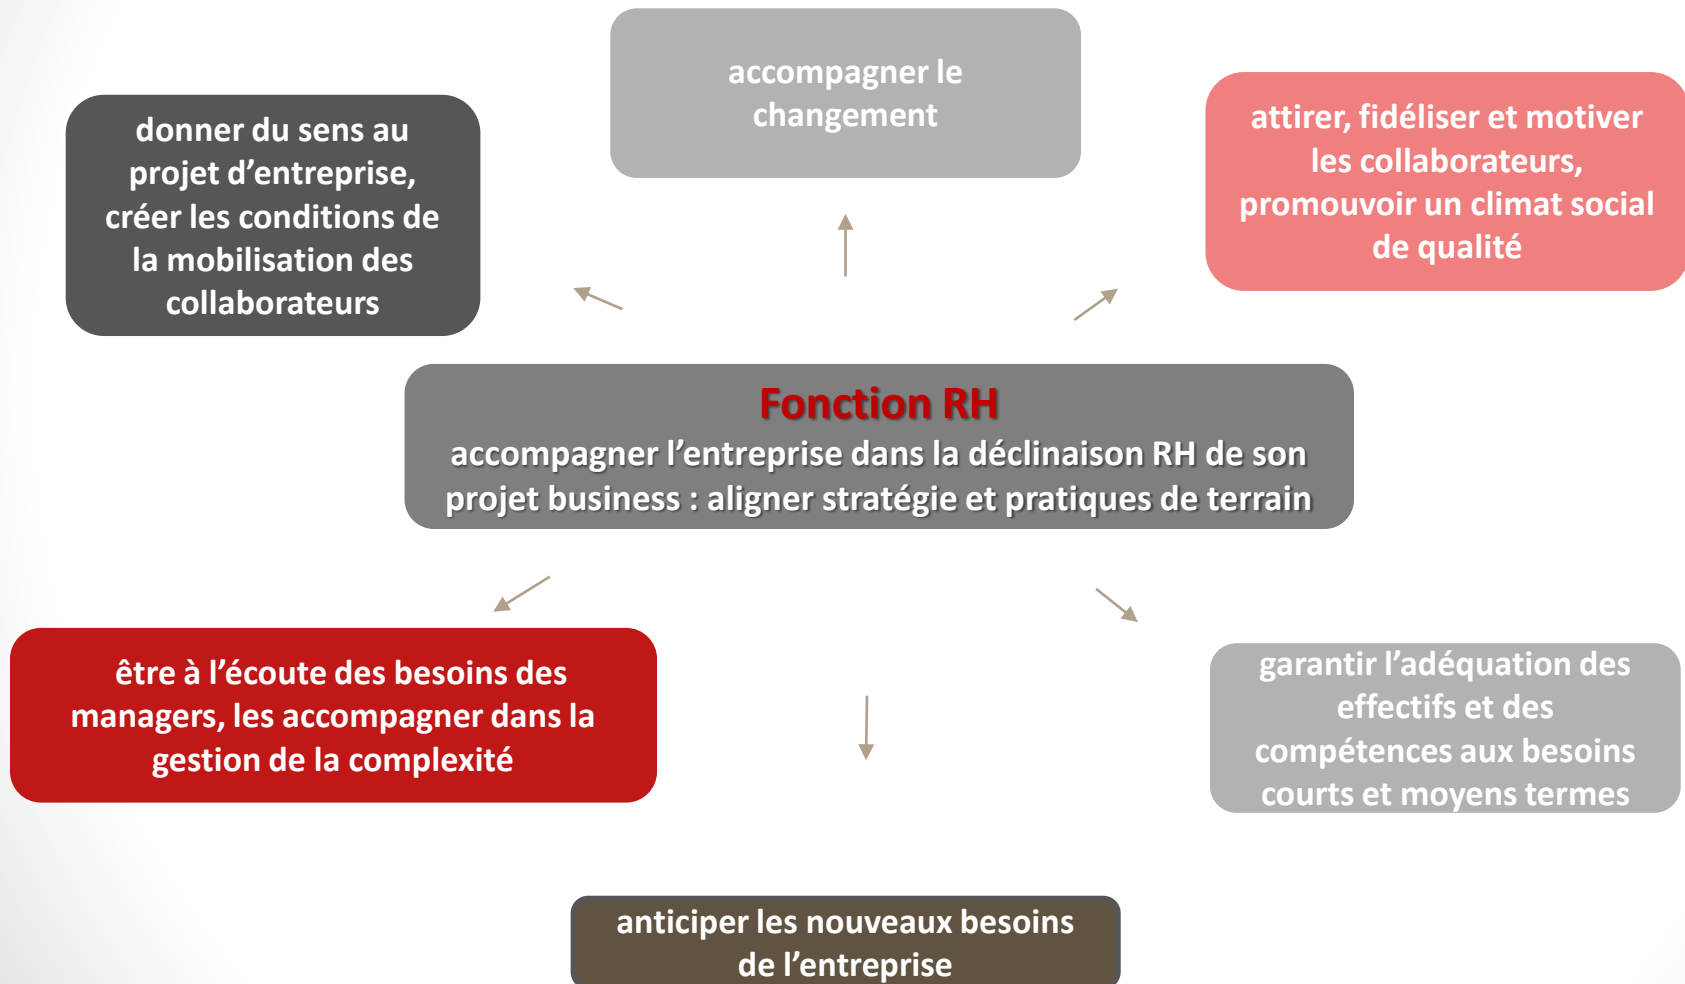 accompagner le
changement
donner du sens au
projet d’entreprise,
créer les conditions de
la mobilisation des
collaborateurs
attirer, fidéliser et motiver
les collaborateurs,
promouvoir un climat social
de qualité
Fonction RH
accompagner l’entreprise dans la déclinaison RH de son
projet business : aligner stratégie et pratiques de terrain
être à l’écoute des besoins des
managers, les accompagner dans la
gestion de la complexité
garantir l’adéquation des
effectifs et des
compétences aux besoins
courts et moyens termes
anticiper les nouveaux besoins
de l’entreprise